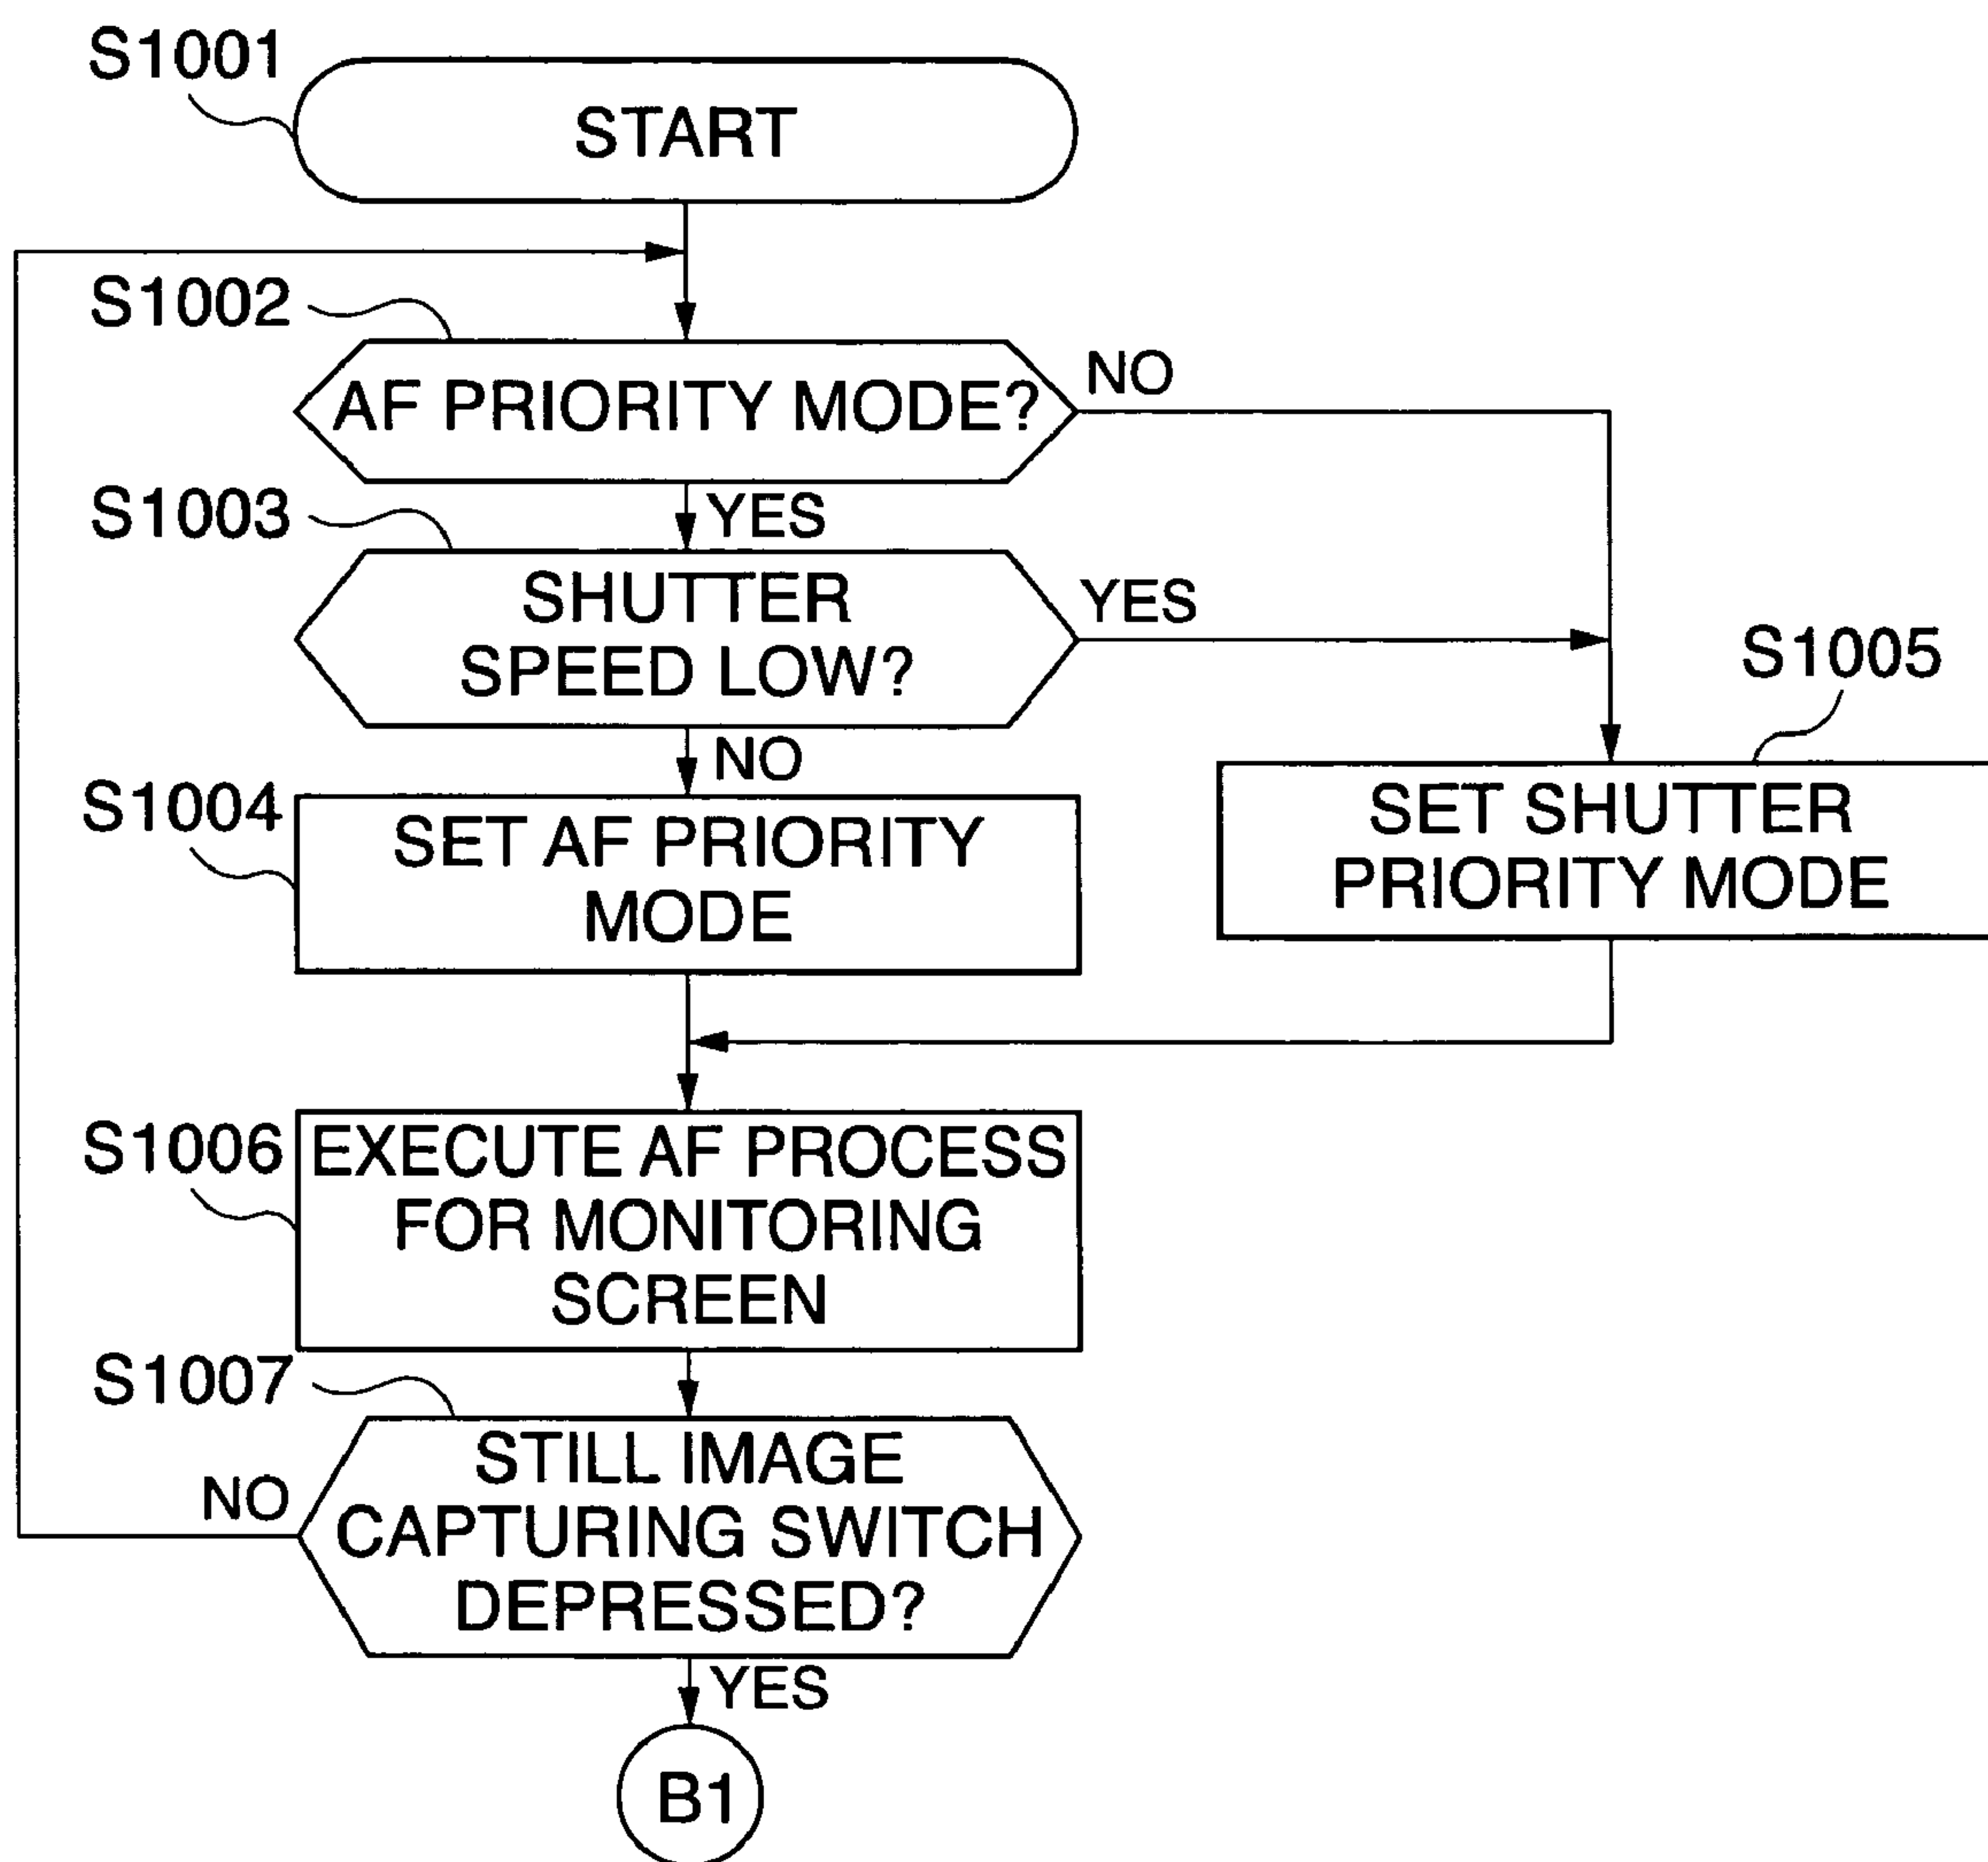 S1001
START
S1002
AF PRIORITY MODE?
NO
YES
S1003
SHUTTER
SPEED LOW?
YES
NO
S1004
SET AF PRIORITY
MODE
S1005
SET SHUTTER
PRIORITY MODE
S1006
EXECUTE AF PROCESS
FOR MONITORING
SCREEN
S1007
STILL IMAGE
CAPTURING SWITCH
DEPRESSED?
NO
YES
B1